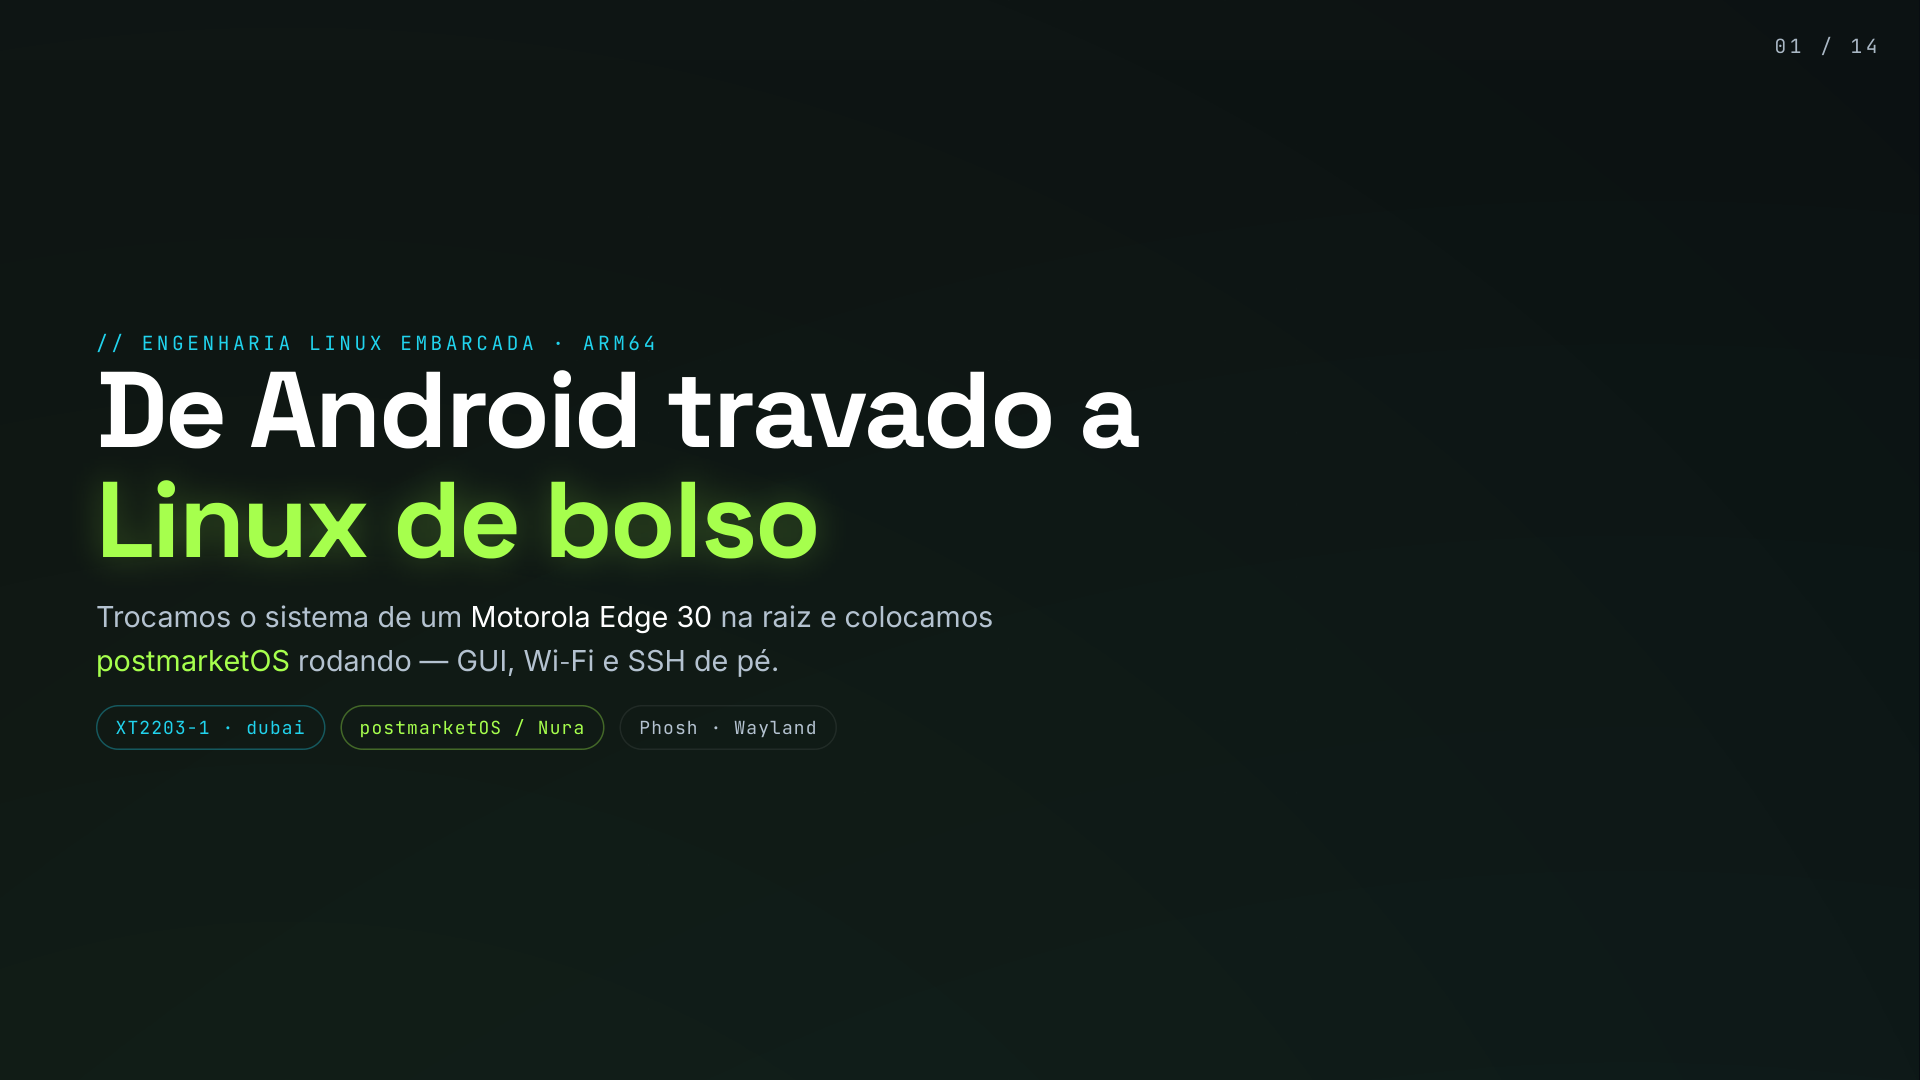 01 / 14
// ENGENHARIA LINUX EMBARCADA · ARM64
De Android travado a
Linux de bolso
Trocamos o sistema de um Motorola Edge 30 na raiz e colocamos
postmarketOS rodando — GUI, Wi-Fi e SSH de pé.
XT2203-1 · dubai
postmarketOS / Nura
Phosh · Wayland